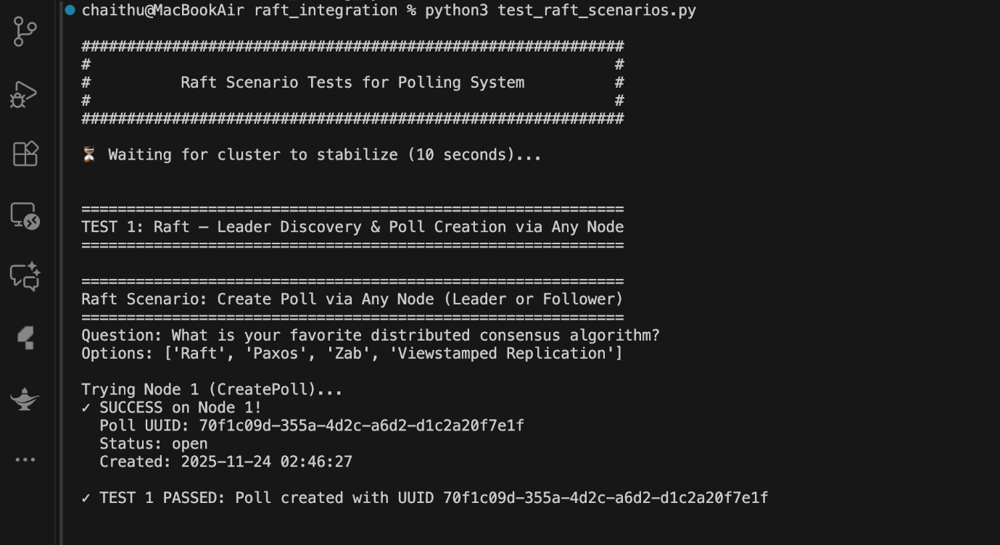 chaithu@MacBookAir raft_integration % python3 test_raft_scenarios.py
############################################################
#                                                          #
#          Raft Scenario Tests for Polling System          #
#                                                          #
############################################################
⏳ Waiting for cluster to stabilize (10 seconds)...
============================================================
TEST 1: Raft – Leader Discovery & Poll Creation via Any Node
============================================================
============================================================
Raft Scenario: Create Poll via Any Node (Leader or Follower)
============================================================
Question: What is your favorite distributed consensus algorithm?
Options: ['Raft', 'Paxos', 'Zab', 'Viewstamped Replication']
Trying Node 1 (CreatePoll)...
✓ SUCCESS on Node 1!
  Poll UUID: 70f1c09d-355a-4d2c-a6d2-d1c2a20f7e1f
  Status: open
  Created: 2025-11-24 02:46:27
✓ TEST 1 PASSED: Poll created with UUID 70f1c09d-355a-4d2c-a6d2-d1c2a20f7e1f